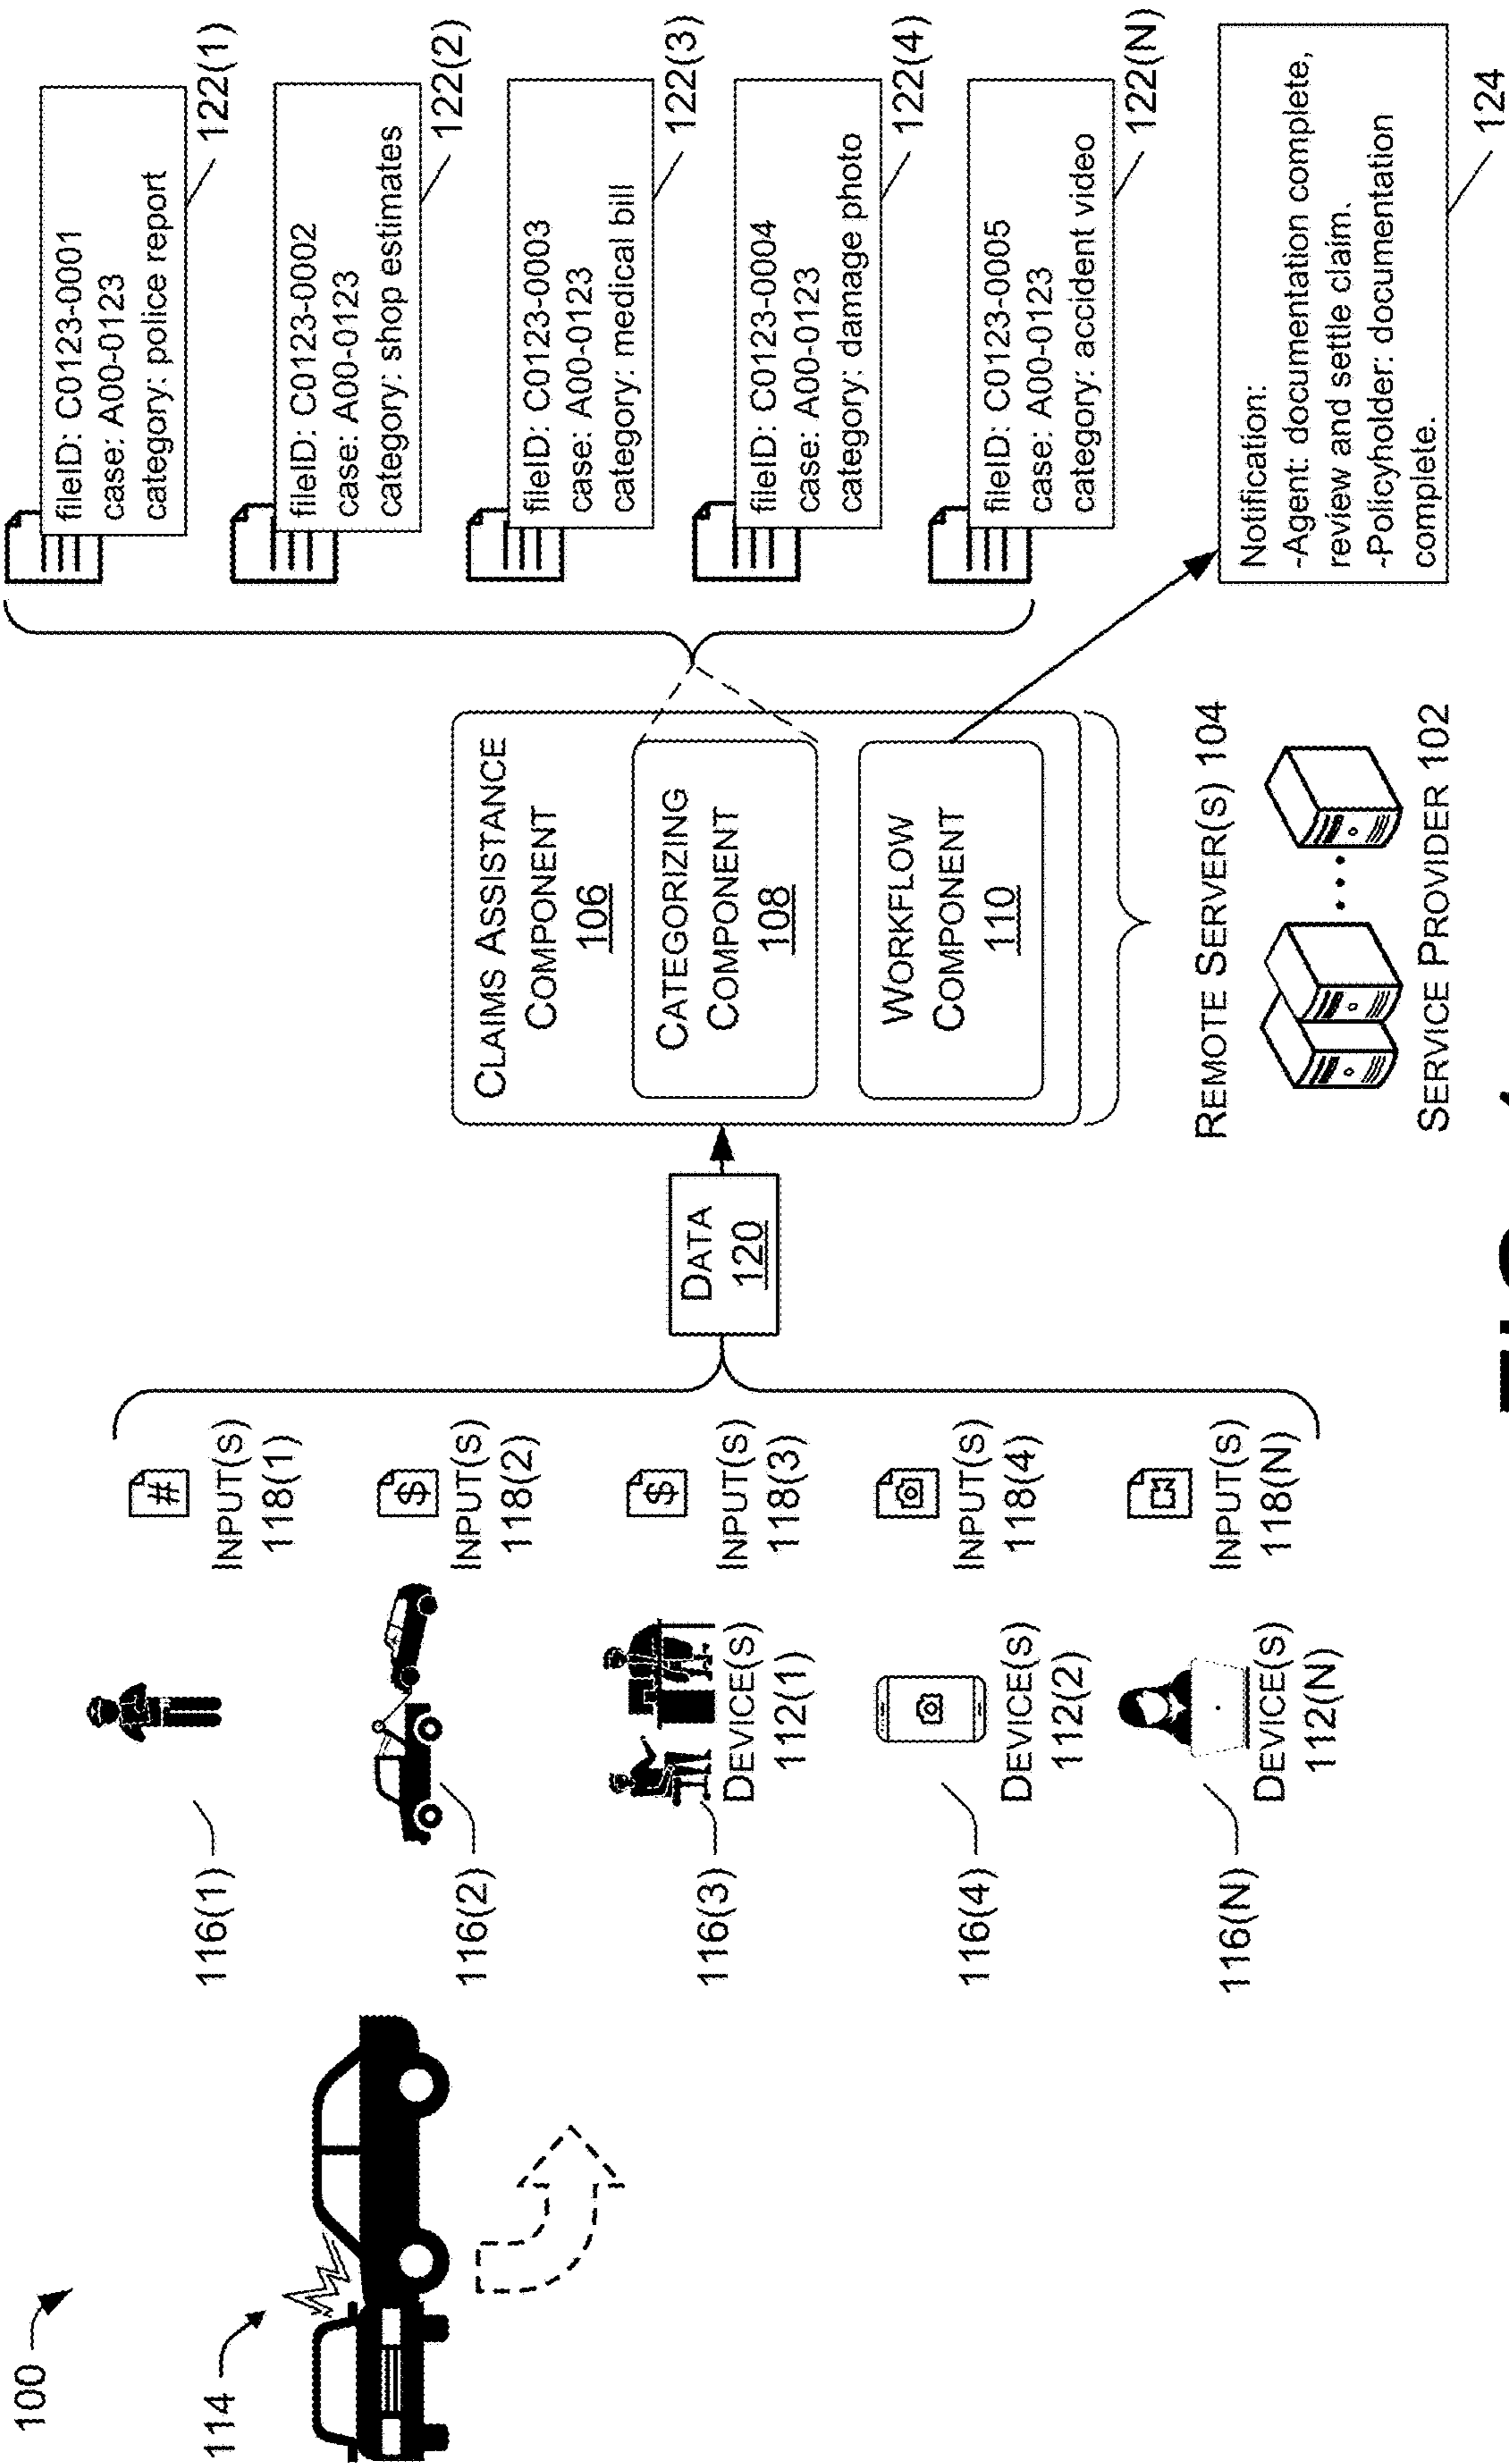 100
114
116(1)
INPUT(S)
118(1)
#
116(2)
INPUT(S)
118(2)
$
116(3)
DEVICE(S)
112(1)
INPUT(S)
118(3)
$
116(4)
DEVICE(S)
112(2)
INPUT(S)
118(4)
116(N)
DEVICE(S)
112(N)
INPUT(S)
118(N)
DATA
120
CLAIMS ASSISTANCE
COMPONENT
106
CATEGORIZING
COMPONENT
108
WORKFLOW
COMPONENT
110
REMOTE SERVER(S) 104
SERVICE PROVIDER 102
fileID: C0123-0001
case: A00-0123
category: police report
122(1)
fileID: C0123-0002
case: A00-0123
category: shop estimates
122(2)
fileID: C0123-0003
case: A00-0123
category: medical bill
122(3)
fileID: C0123-0004
case: A00-0123
category: damage photo
122(4)
fileID: C0123-0005
case: A00-0123
category: accident video
122(N)
Notification:
-Agent: documentation complete,
review and settle claim.
-Policyholder: documentation
complete.
124